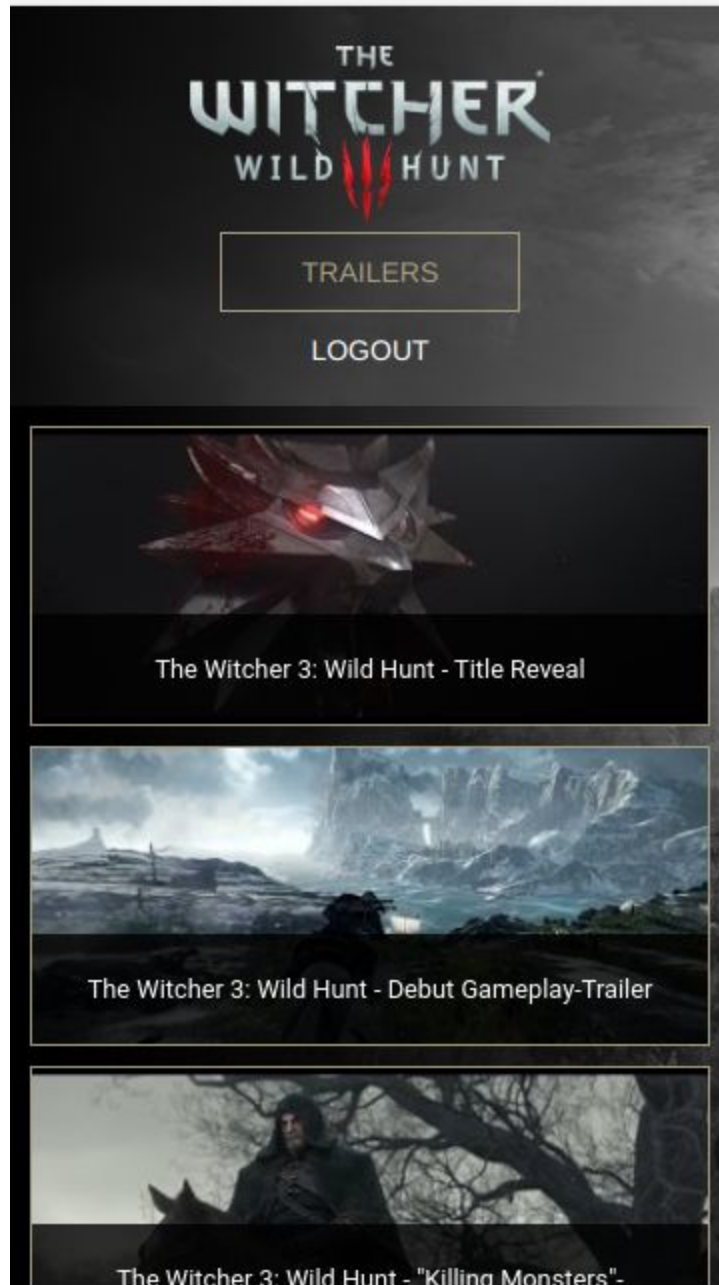 THE
WITCHER
WILD HUNT
TRAILERS
LOGOUT
The Witcher 3: Wild Hunt - Title Reveal
The Witcher 3: Wild Hunt - Debut Gameplay-Trailer
The Witcher 3: Wild Hunt - "Killing Monsters"